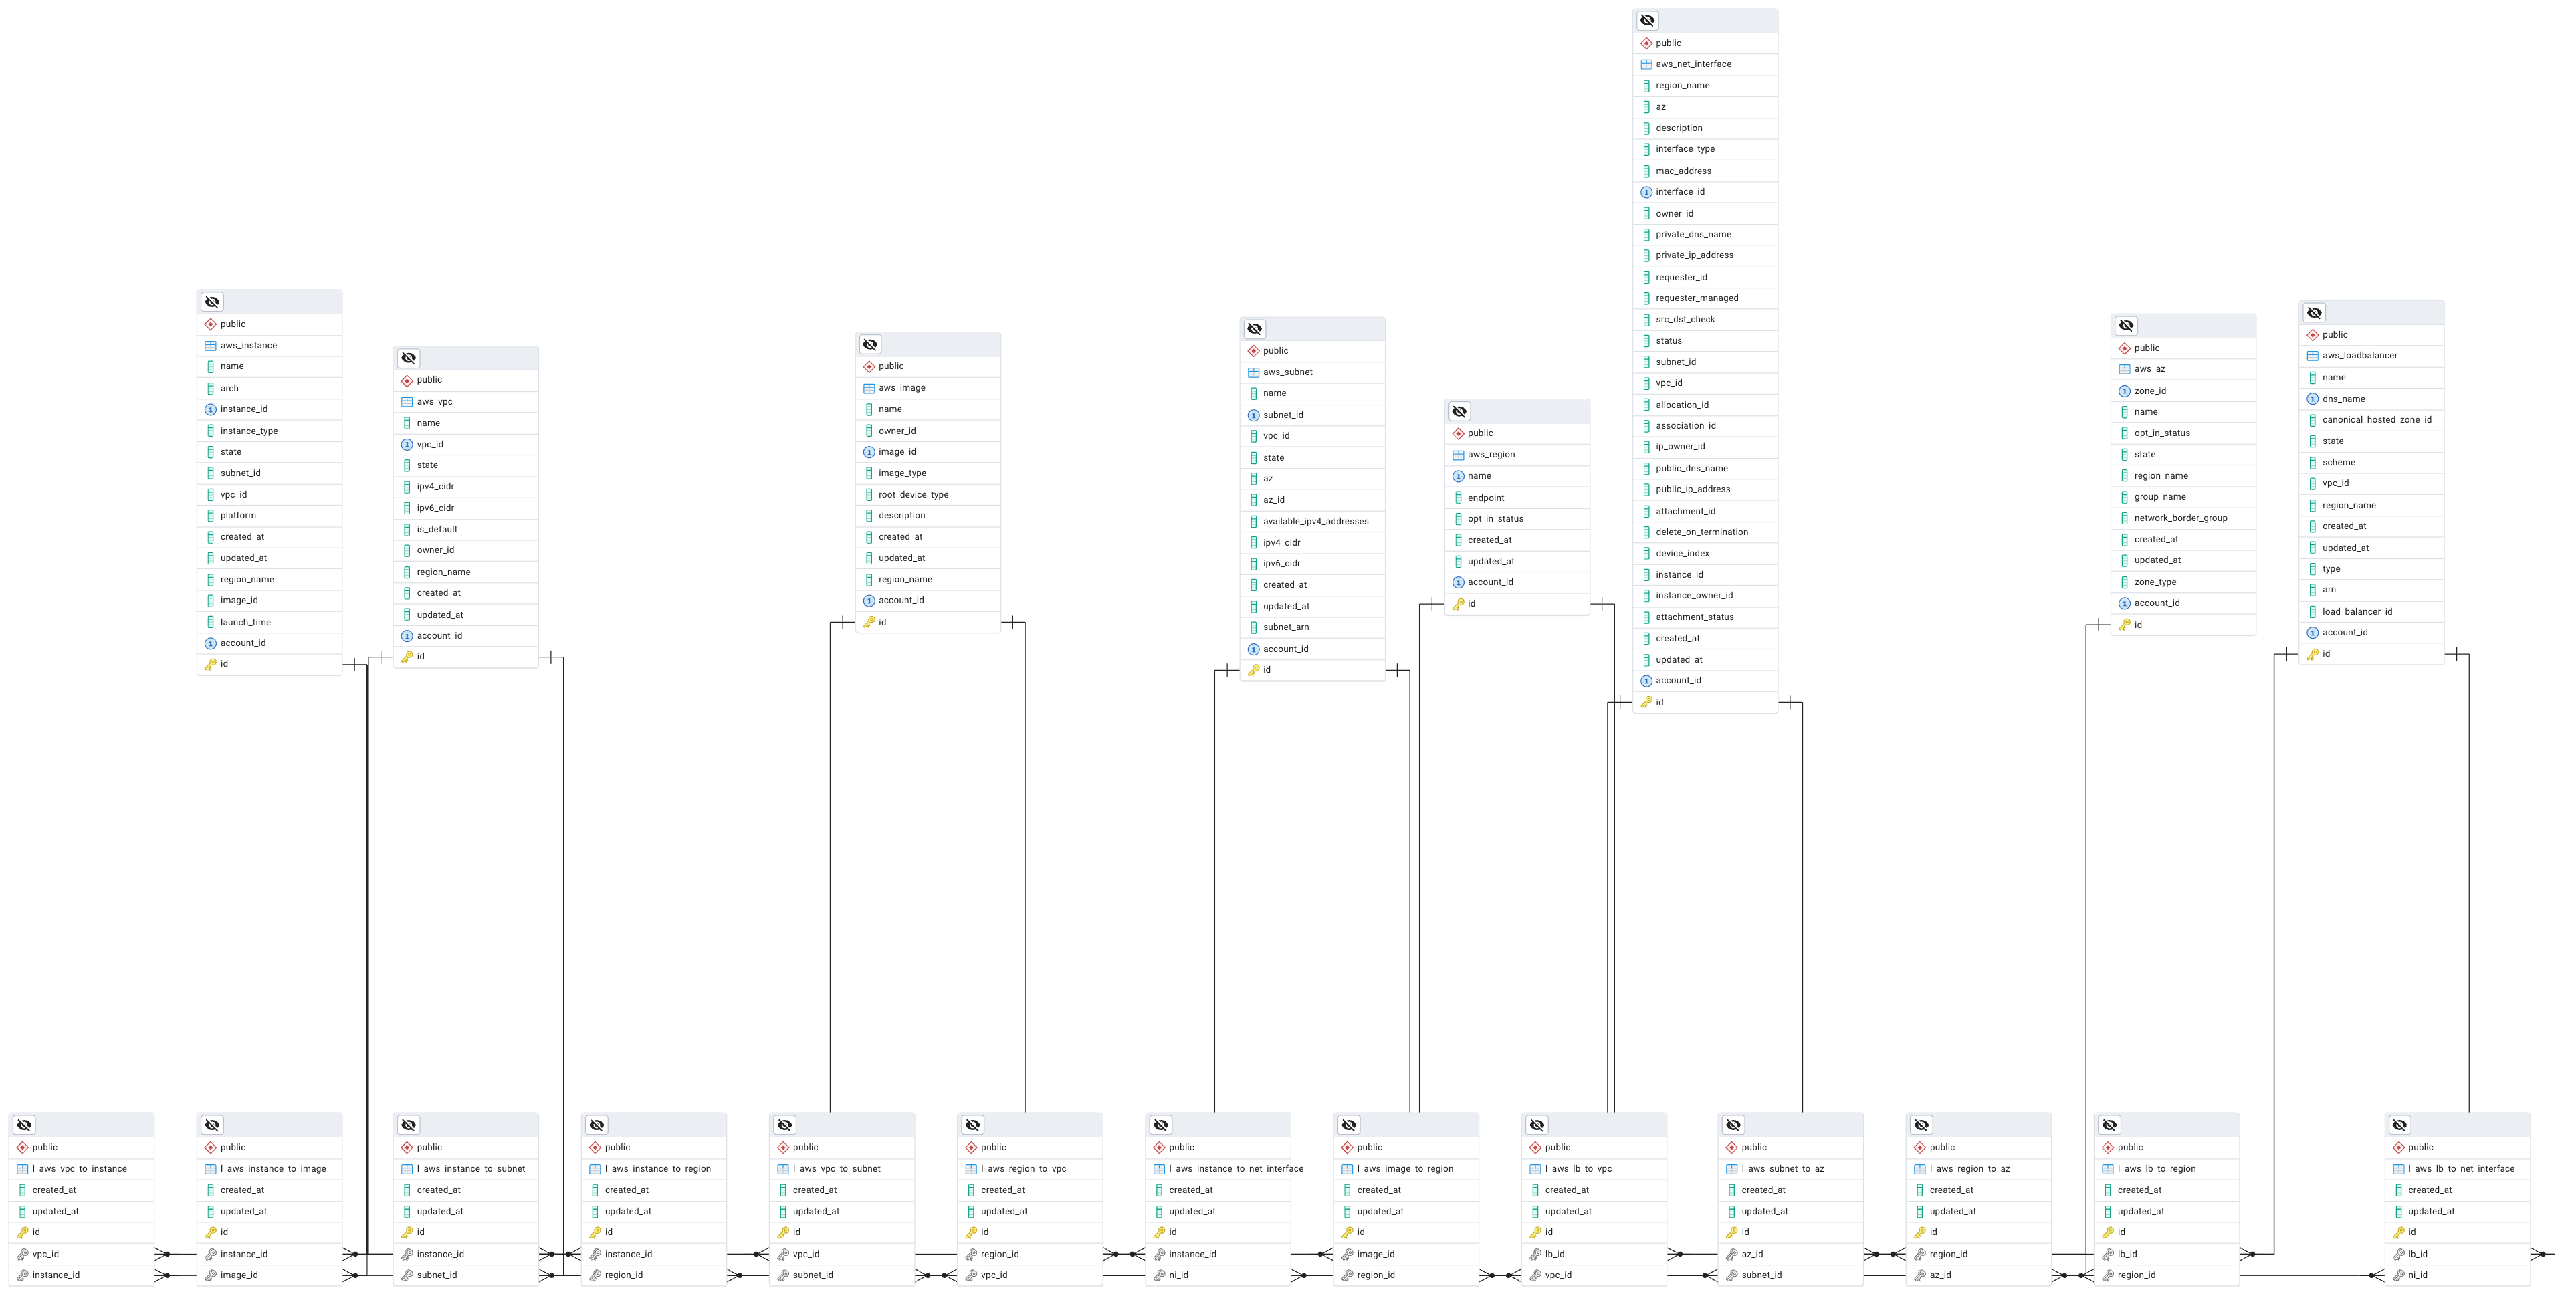 public
aws_net_interface
region_name
az
description
interface_type
mac_address
interface_id
owner_id
private_dns_name
private_ip_address
requester_id
requester_managed
src_dst_check
status
subnet_id
vpc_id
allocation_id
association_id
ip_owner_id
public_dns_name
public_ip_address
attachment_id
delete_on_termination
device_index
instance_id
instance_owner_id
attachment_status
created_at
updated_at
account_id
id
public
aws_instance
name
arch
instance_id
instance_type
state
subnet_id
vpc_id
platform
created_at
updated_at
region_name
image_id
launch_time
account_id
id
public
aws_vpc
name
vpc_id
state
ipv4_cidr
ipv6_cidr
is_default
owner_id
region_name
created_at
updated_at
account_id
id
public
aws_image
name
owner_id
image_id
image_type
root_device_type
description
created_at
updated_at
region_name
account_id
id
public
aws_subnet
name
subnet_id
vpc_id
state
az
az_id
available_ipv4_addresses
ipv4_cidr
ipv6_cidr
created_at
updated_at
subnet_arn
account_id
id
public
aws_region
name
endpoint
opt_in_status
created_at
updated_at
account_id
id
public
aws_az
zone_id
name
opt_in_status
state
region_name
group_name
network_border_group
created_at
updated_at
zone_type
account_id
id
public
aws_loadbalancer
name
dns_name
canonical_hosted_zone_id
state
scheme
vpc_id
region_name
created_at
updated_at
type
arn
load_balancer_id
account_id
id
public
l_aws_vpc_to_instance
created_at
updated_at
id
vpc_id
instance_id
public
l_aws_instance_to_image
created_at
updated_at
id
instance_id
image_id
public
l_aws_instance_to_subnet
created_at
updated_at
id
instance_id
subnet_id
public
l_aws_instance_to_region
created_at
updated_at
id
instance_id
region_id
public
l_aws_vpc_to_subnet
created_at
updated_at
id
vpc_id
subnet_id
public
l_aws_region_to_vpc
created_at
updated_at
id
region_id
vpc_id
public
l_aws_instance_to_net_interface
created_at
updated_at
id
instance_id
ni_id
public
l_aws_image_to_region
created_at
updated_at
id
image_id
region_id
public
l_aws_lb_to_vpc
created_at
updated_at
id
lb_id
vpc_id
public
l_aws_subnet_to_az
created_at
updated_at
id
az_id
subnet_id
public
l_aws_region_to_az
created_at
updated_at
id
region_id
az_id
public
l_aws_lb_to_region
created_at
updated_at
id
lb_id
region_id
public
l_aws_lb_to_net_interface
created_at
updated_at
id
lb_id
ni_id